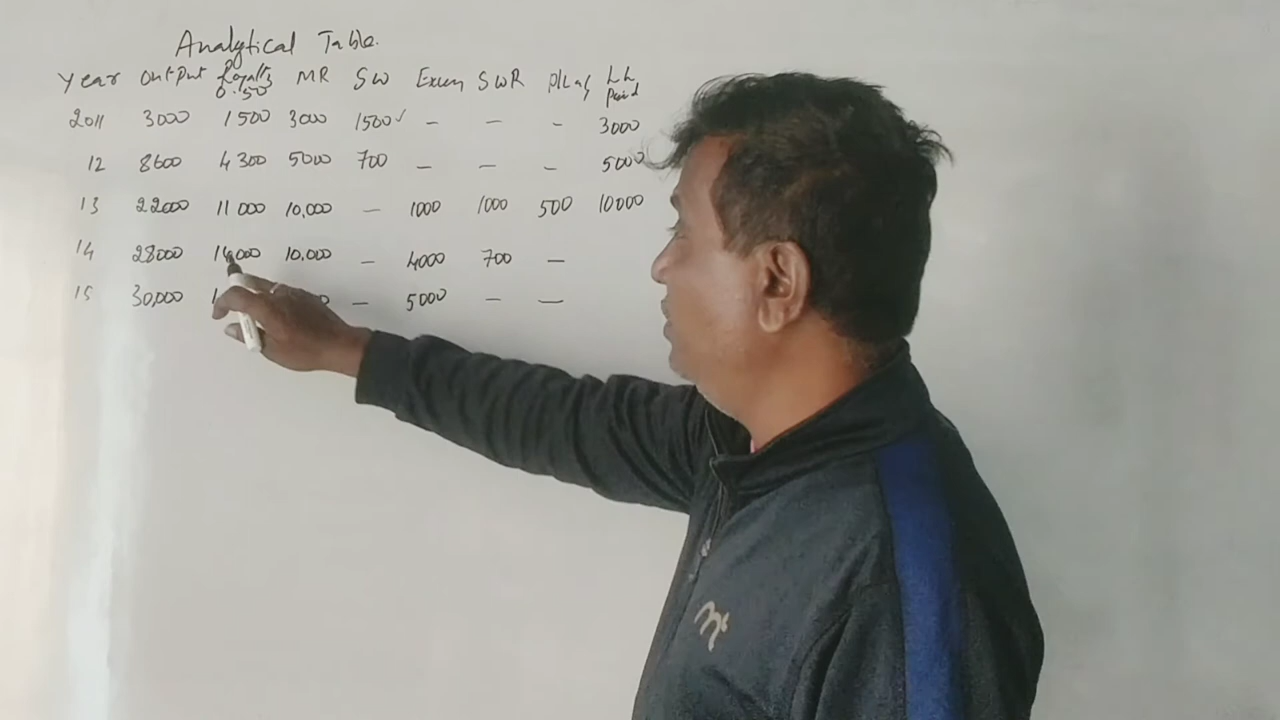 Analytical Table.
Year Output Royalty 0.50 MR SW Excess SWR P/L a/c LL Paid
2011 3000 1500 3000 1500✓ – – – 3000
12 8600 4300 5000 700 – – – 5000
13 22000 11000 10,000 – 1000 1000 500 10000
14 28000 14000 10,000 – 4000 700 –
15 30,000 – 5000 – –